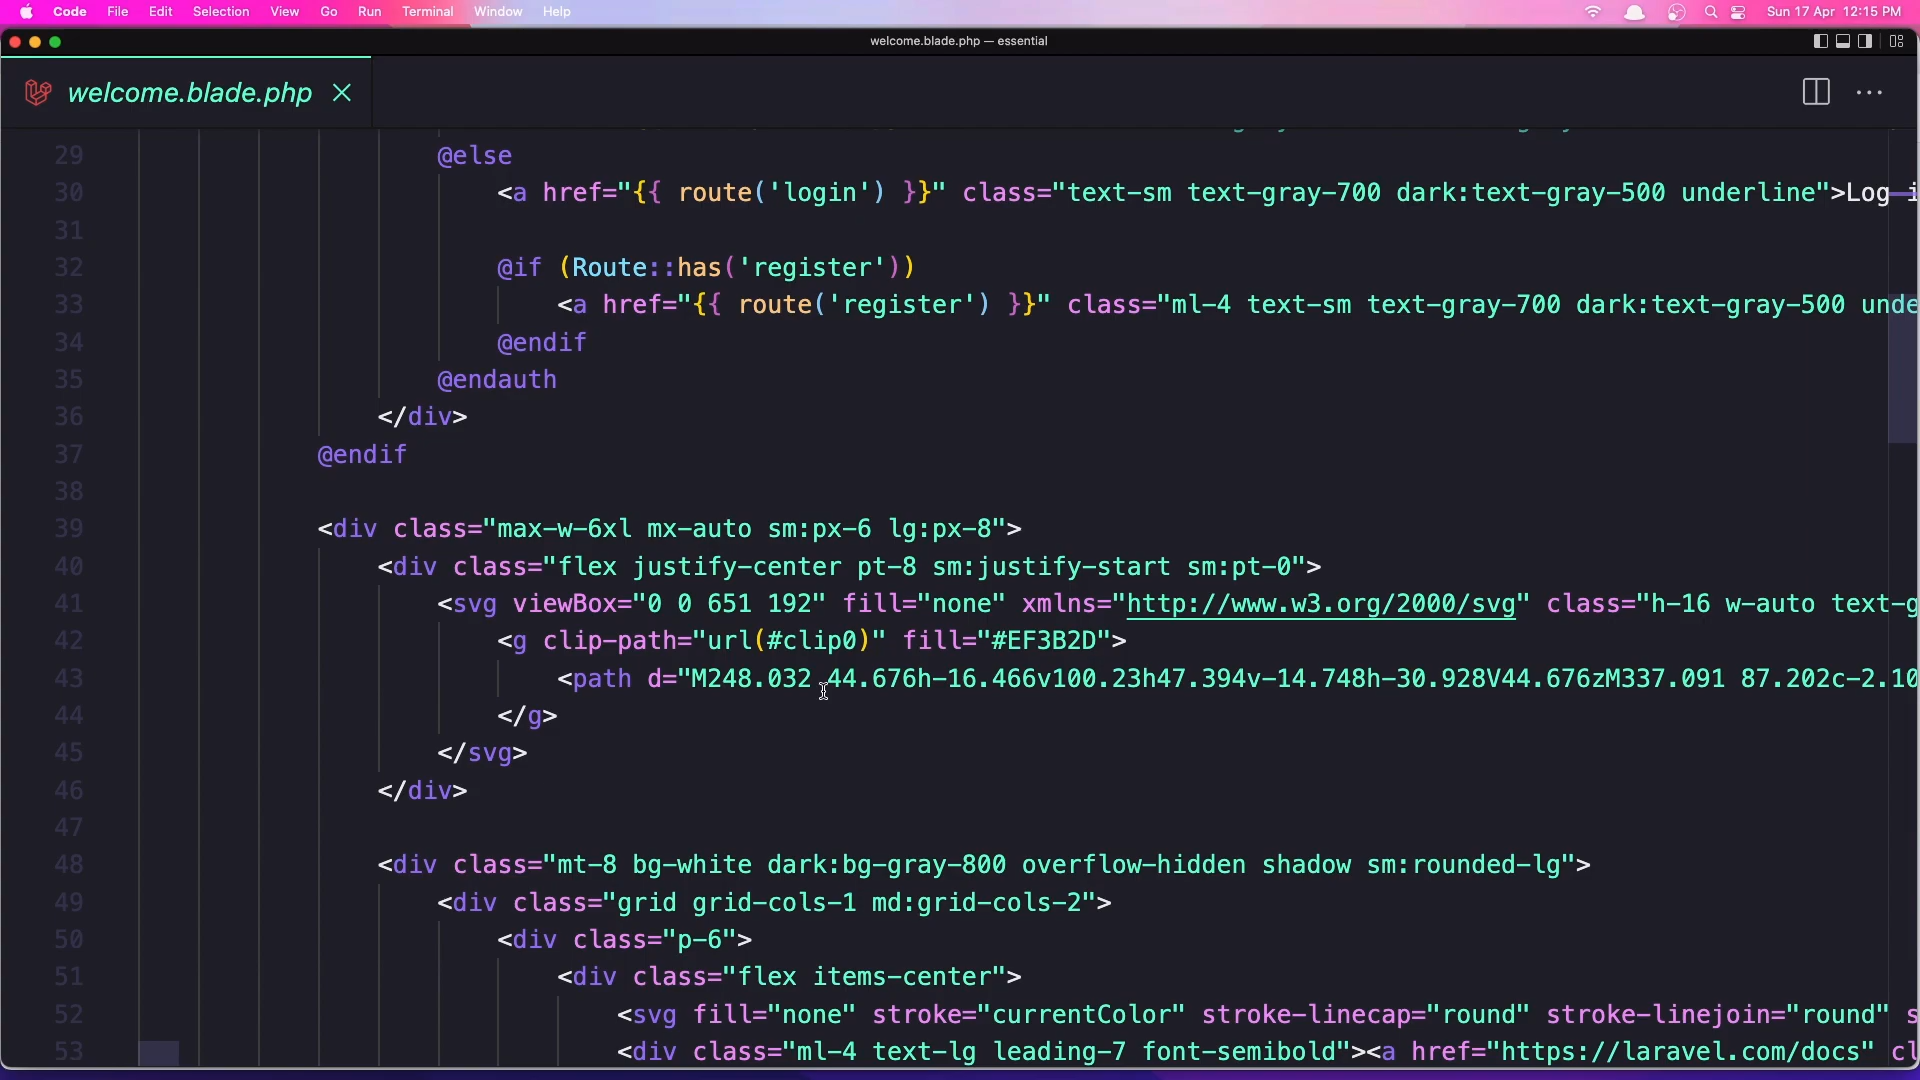 Code File Edit Selection View Go Run Terminal Window Help Sun 17 Apr 12:15 PM
welcome.blade.php — essential
welcome.blade.php
29 @else
30 <a href="{{ route('login') }}" class="text-sm text-gray-700 dark:text-gray-500 underline">Log i
31
32 @if (Route::has('register'))
33 <a href="{{ route('register') }}" class="ml-4 text-sm text-gray-700 dark:text-gray-500 unde
34 @endif
35 @endauth
36 </div>
37 @endif
38
39 <div class="max-w-6xl mx-auto sm:px-6 lg:px-8">
40 <div class="flex justify-center pt-8 sm:justify-start sm:pt-0">
41 <svg viewBox="0 0 651 192" fill="none" xmlns="http://www.w3.org/2000/svg" class="h-16 w-auto text-g
42 <g clip-path="url(#clip0)" fill="#EF3B2D">
43 <path d="M248.032 44.676h-16.466v100.23h47.394v-14.748h-30.928V44.676zM337.091 87.202c-2.10
44 </g>
45 </svg>
46 </div>
47
48 <div class="mt-8 bg-white dark:bg-gray-800 overflow-hidden shadow sm:rounded-lg">
49 <div class="grid grid-cols-1 md:grid-cols-2">
50 <div class="p-6">
51 <div class="flex items-center">
52 <svg fill="none" stroke="currentColor" stroke-linecap="round" stroke-linejoin="round" s
53 <div class="ml-4 text-lg leading-7 font-semibold"><a href="https://laravel.com/docs" cl